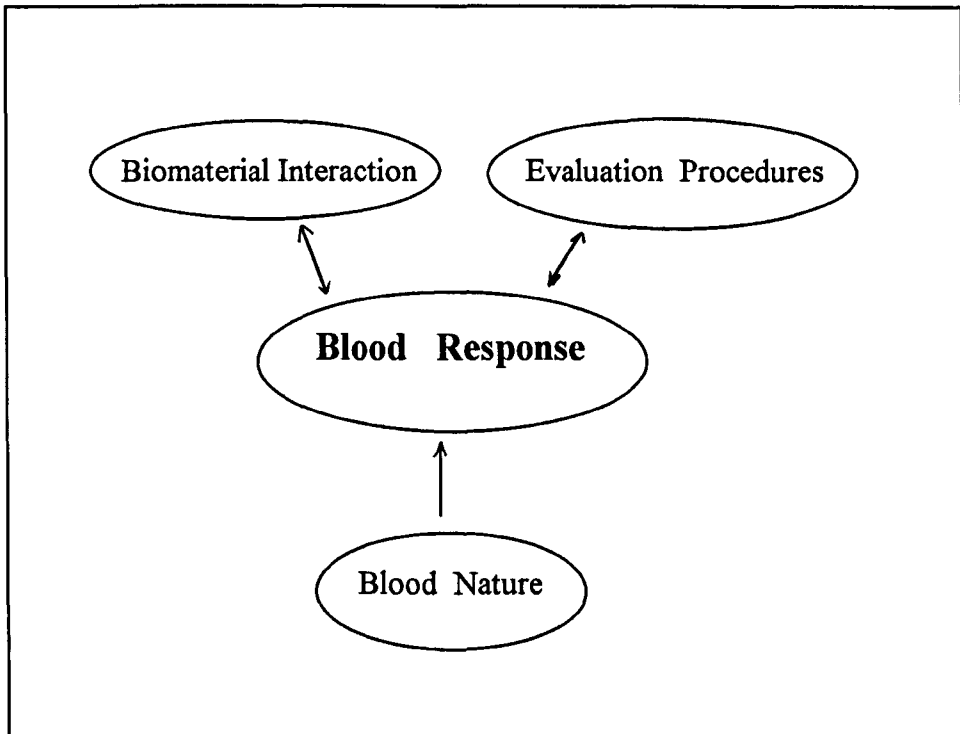 Biomaterial Interaction
Evaluation Procedures
Blood Response
Blood Nature